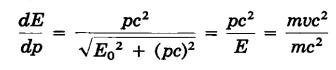 dE/dp = pc²/√(E₀² + (pc)²) = pc²/E = mvc²/mc²